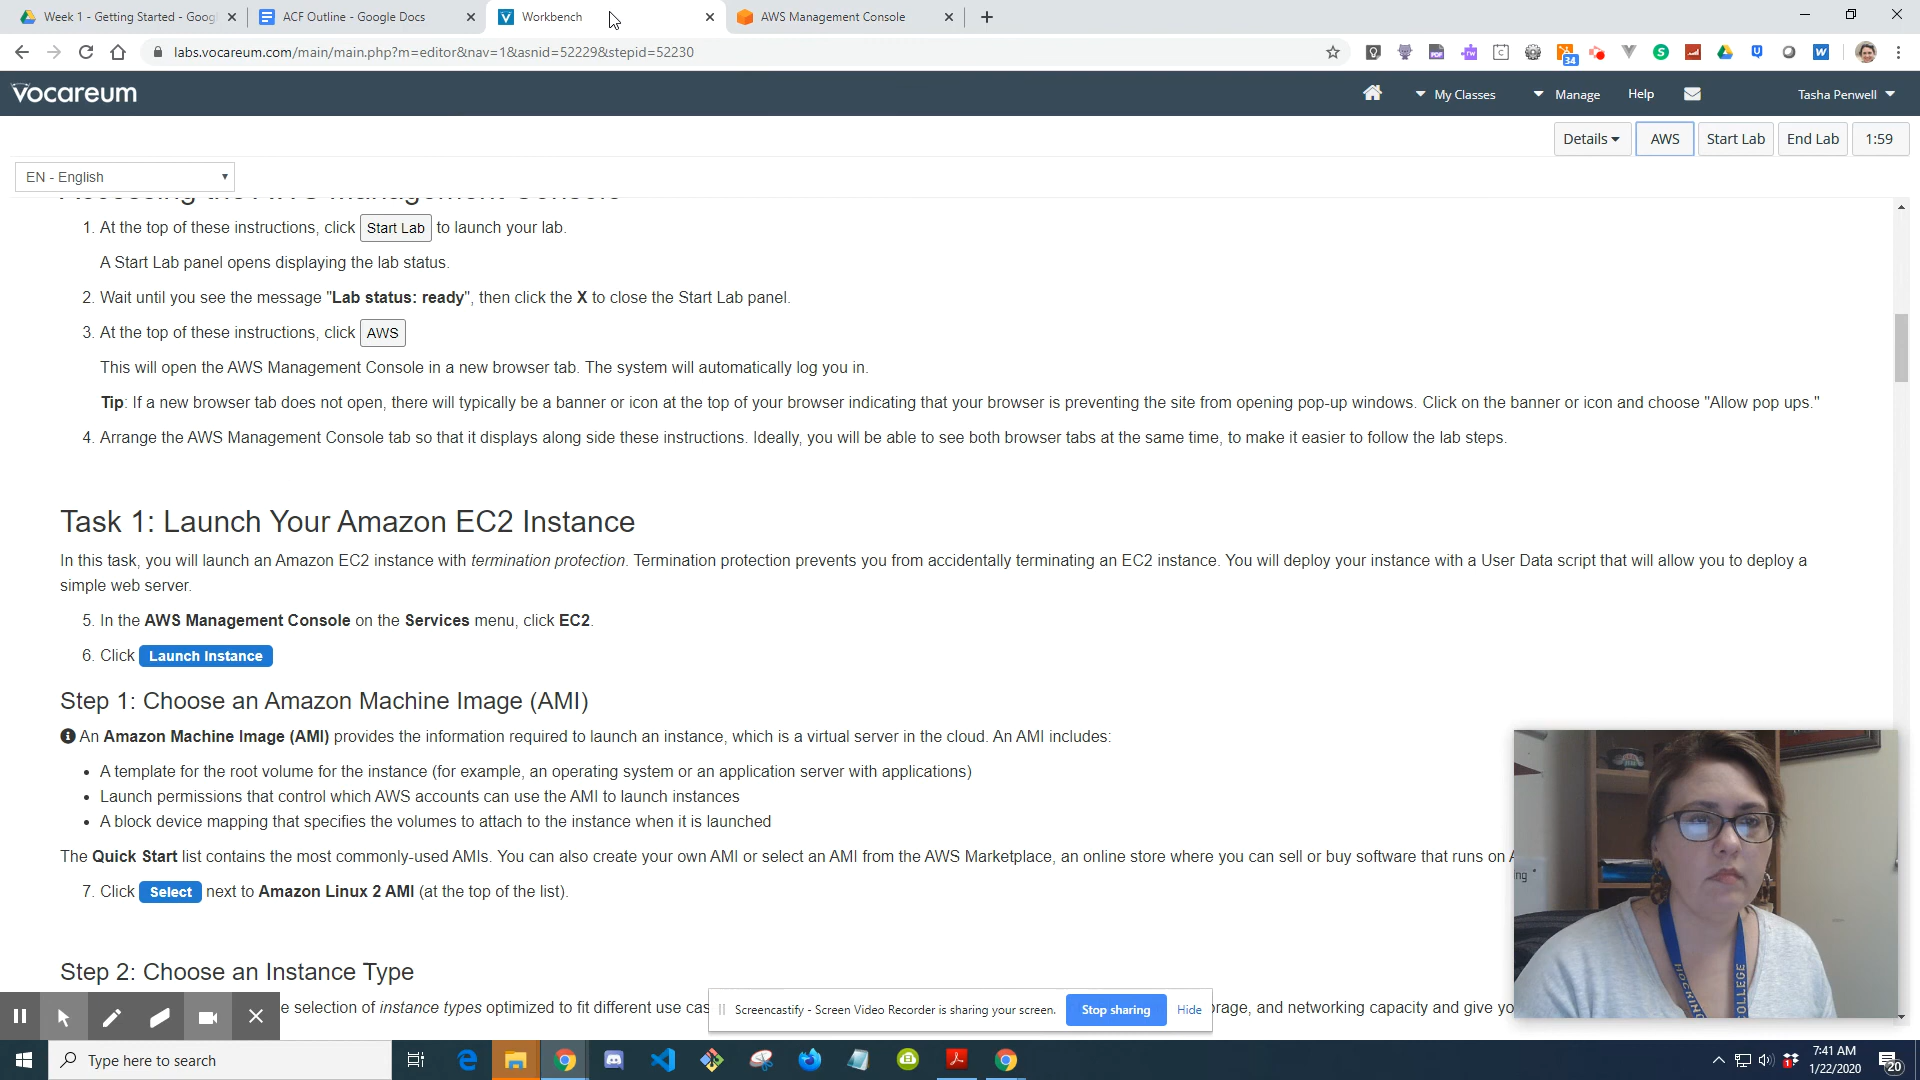 Week 1 - Getting Started - Goog
ACF Outline - Google Docs
Workbench
AWS Management Console
labs.vocareum.com/main/main.php?m=editor&nav=1&asnid=52229&stepid=52230
34
vocareum
My Classes
Manage
Help
Tasha Penwell
Details
AWS
Start Lab
End Lab
1:59
EN - English
Accessing the AWS Management Console
1. At the top of these instructions, click Start Lab to launch your lab.
A Start Lab panel opens displaying the lab status.
2. Wait until you see the message "Lab status: ready", then click the X to close the Start Lab panel.
3. At the top of these instructions, click AWS
This will open the AWS Management Console in a new browser tab. The system will automatically log you in.
Tip: If a new browser tab does not open, there will typically be a banner or icon at the top of your browser indicating that your browser is preventing the site from opening pop-up windows. Click on the banner or icon and choose "Allow pop ups."
4. Arrange the AWS Management Console tab so that it displays along side these instructions. Ideally, you will be able to see both browser tabs at the same time, to make it easier to follow the lab steps.
Task 1: Launch Your Amazon EC2 Instance
In this task, you will launch an Amazon EC2 instance with termination protection. Termination protection prevents you from accidentally terminating an EC2 instance. You will deploy your instance with a User Data script that will allow you to deploy a
simple web server.
5. In the AWS Management Console on the Services menu, click EC2.
6. Click Launch Instance
Step 1: Choose an Amazon Machine Image (AMI)
An Amazon Machine Image (AMI) provides the information required to launch an instance, which is a virtual server in the cloud. An AMI includes:
• A template for the root volume for the instance (for example, an operating system or an application server with applications)
• Launch permissions that control which AWS accounts can use the AMI to launch instances
• A block device mapping that specifies the volumes to attach to the instance when it is launched
The Quick Start list contains the most commonly-used AMIs. You can also create your own AMI or select an AMI from the AWS Marketplace, an online store where you can sell or buy software that runs on
7. Click Select next to Amazon Linux 2 AMI (at the top of the list).
Step 2: Choose an Instance Type
e selection of instance types optimized to fit different use cas
Screencastify - Screen Video Recorder is sharing your screen.
Stop sharing
Hide
orage, and networking capacity and give yo
HOCKING
COLLEGE
Type here to search
7:41 AM
1/22/2020
20